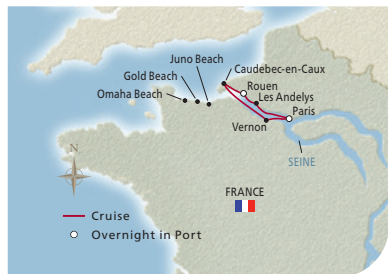 Juno Beach
Caudebec-en-Caux
Gold Beach
Rouen
Omaha Beach
Les Andelys
Paris
Vernon
SEINE
N
FRANCE
Cruise
Overnight in Port